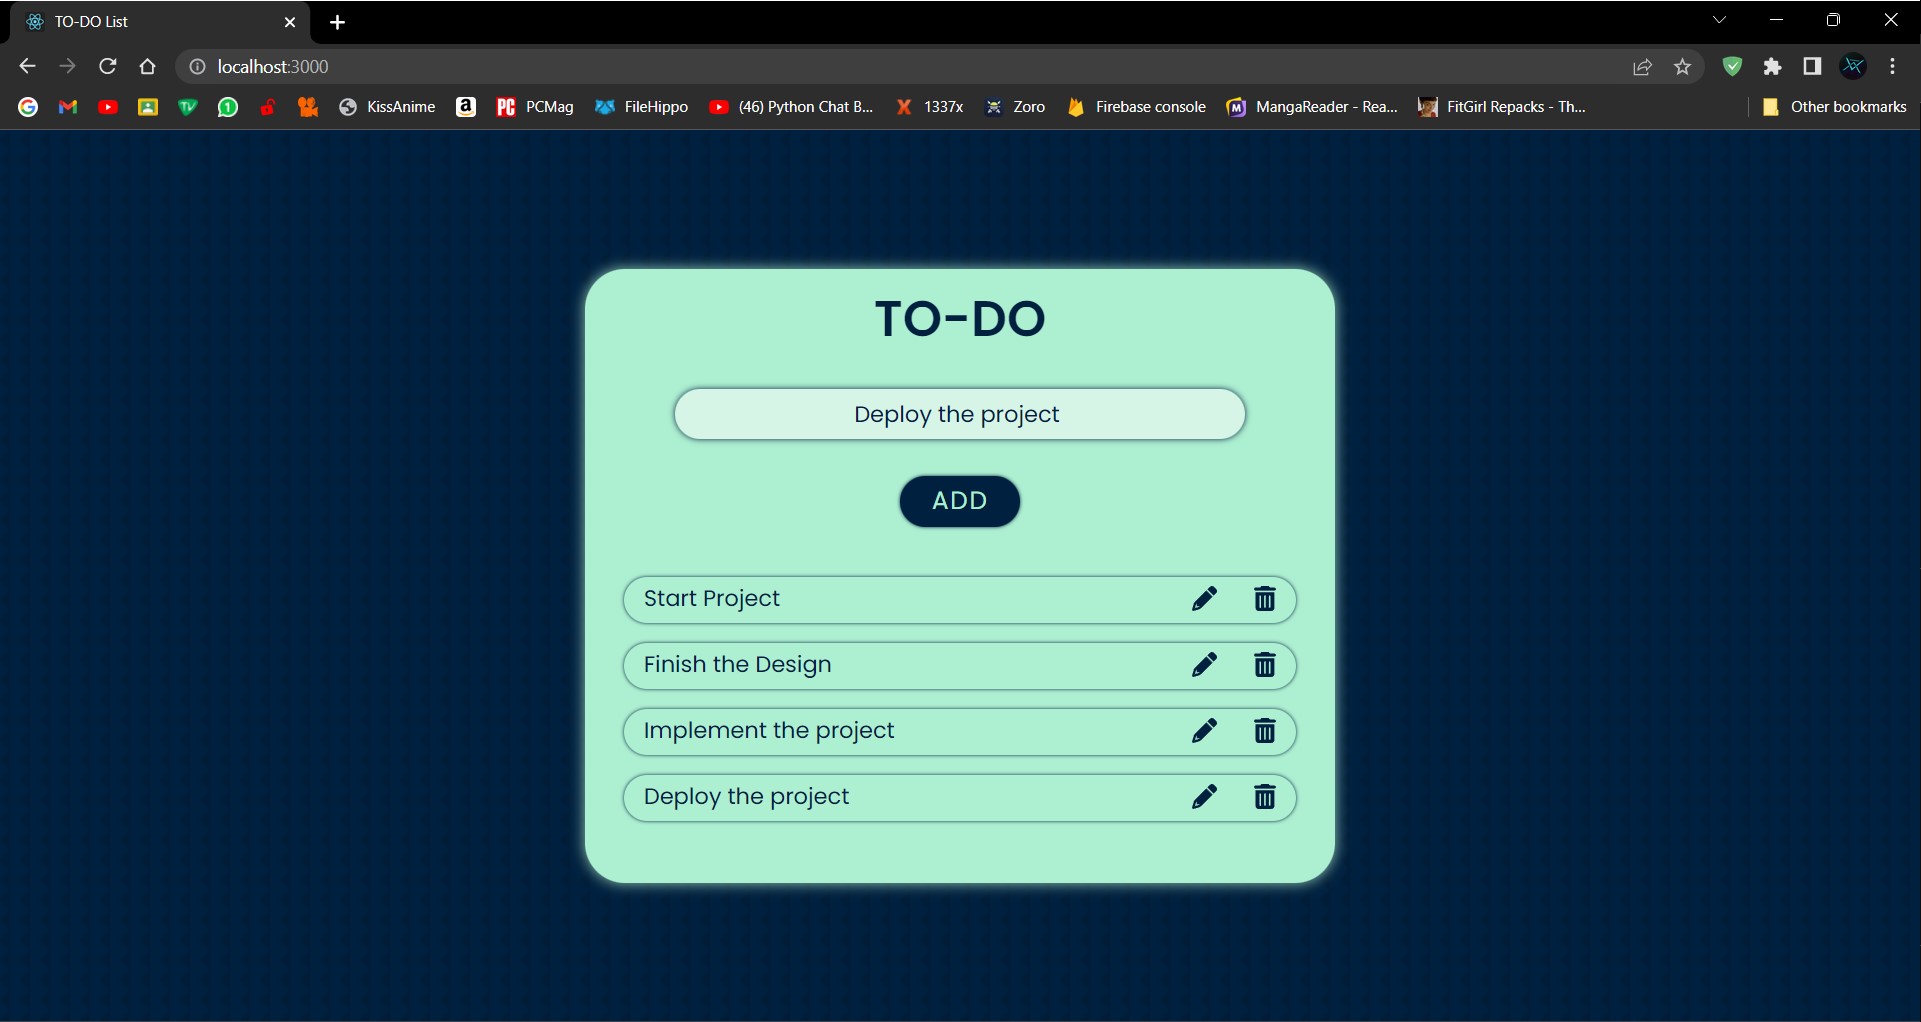 TO-DO List
localhost:3000
KissAnime
a
PC
PCMag
FileHippo
(46) Python Chat B...
1337x
Zoro
Firebase console
MangaReader - Rea...
FitGirl Repacks - Th...
Other bookmarks
TO-DO
Deploy the project
ADD
Start Project
Finish the Design
Implement the project
Deploy the project